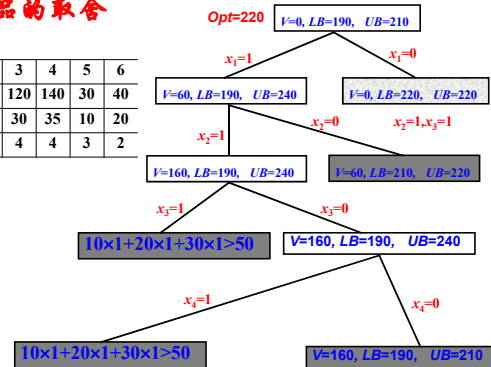 品的取舍
Opt=220
V=0, LB=190, UB=210
3 4 5 6
120 140 30 40
30 35 10 20
4 4 3 2
x₁=1
x₁=0
V=60, LB=190, UB=240
V=0, LB=220, UB=220
x₂=1
x₂=0
x₂=1,x₃=1
V=160, LB=190, UB=240
V=60, LB=210, UB=220
x₃=1
x₃=0
10×1+20×1+30×1>50
V=160, LB=190, UB=240
x₄=1
x₄=0
10×1+20×1+30×1>50
V=160, LB=190, UB=210